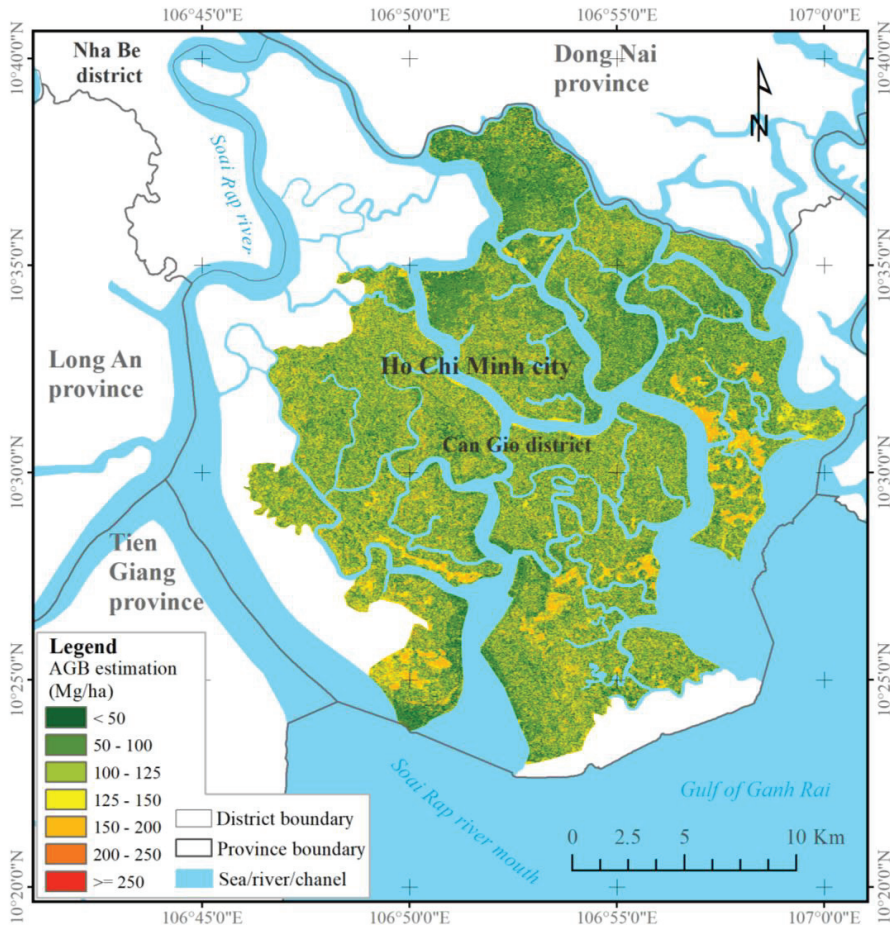 106°45'0"E
106°50'0"E
106°55'0"E
107°0'0"E
10°40'0"N
10°35'0"N
10°30'0"N
10°25'0"N
10°20'0"N
10°40'0"N
10°35'0"N
10°30'0"N
10°25'0"N
10°20'0"N
Nha Be
district
Dong Nai
province
N
Soai Rap river
Long An
province
Ho Chi Minh city
Can Gio district
Tien
Giang
province
Legend
AGB estimation
(Mg/ha)
< 50
50 - 100
100 - 125
125 - 150
150 - 200
200 - 250
>= 250
District boundary
Province boundary
Sea/river/chanel
Soai Rap river mouth
Gulf of Ganh Rai
0 2.5 5 10 Km
106°45'0"E
106°50'0"E
106°55'0"E
107°0'0"E